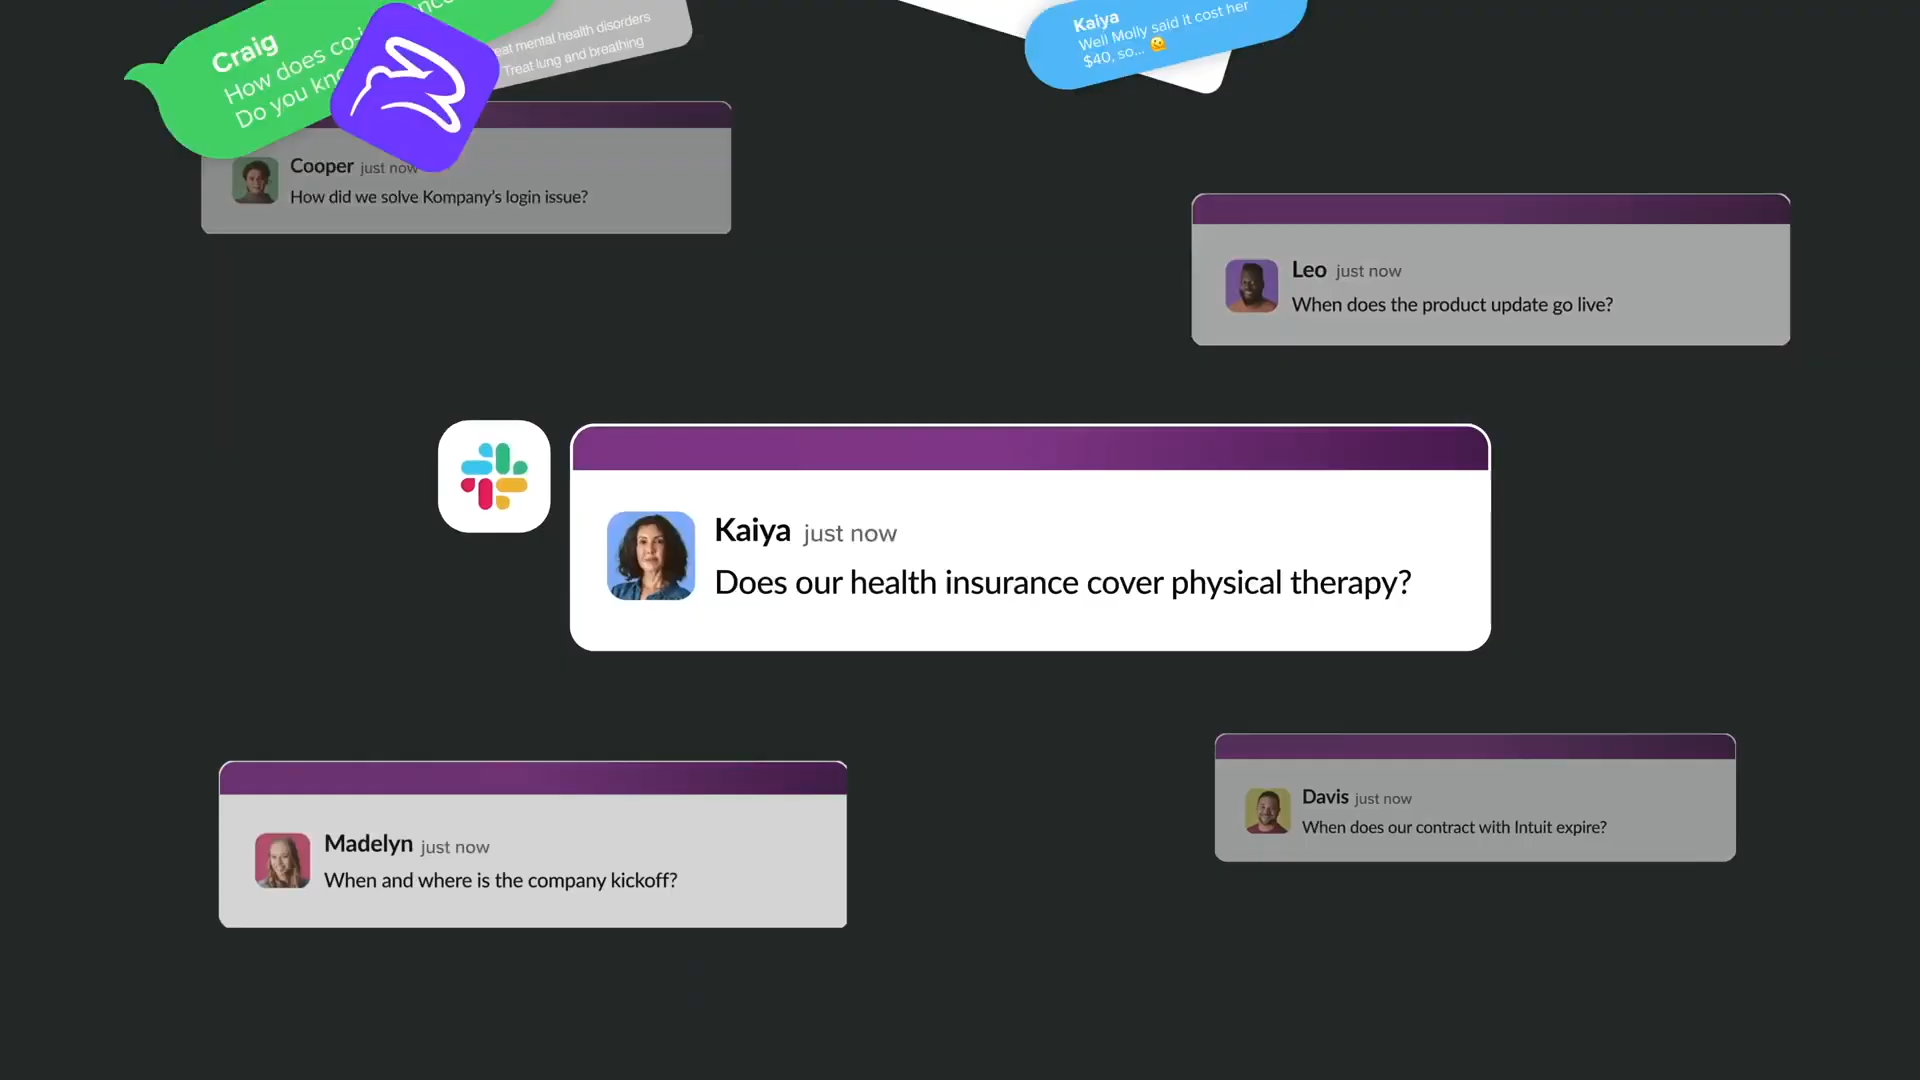 Craig
How does co-
Do you
eat mental health disorders
Treat lung and breathing
Kaiya
Well Molly said it cost her
$40, so... 🫠
Cooper just now
How did we solve Kompany’s login issue?
Leo just now
When does the product update go live?
Kaiya just now
Does our health insurance cover physical therapy?
Madelyn just now
When and where is the company kickoff?
Davis just now
When does our contract with Intuit expire?